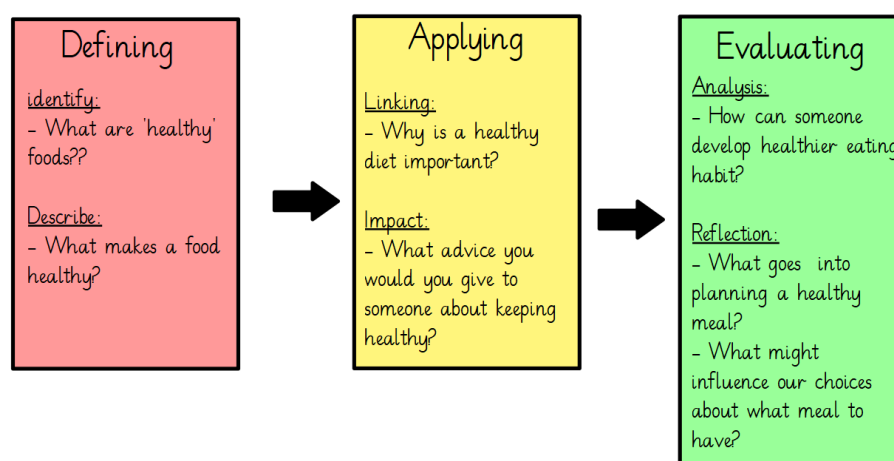 Defining
identify:
- What are 'healthy'
foods??
Describe:
- What makes a food
healthy?
Applying
Linking:
- Why is a healthy
diet important?
Impact:
- What advice you
would you give to
someone about keeping
healthy?
Evaluating
Analysis:
- How can someone
develop healthier eating
habit?
Reflection:
- What goes into
planning a healthy
meal?
- What might
influence our choices
about what meal to
have?